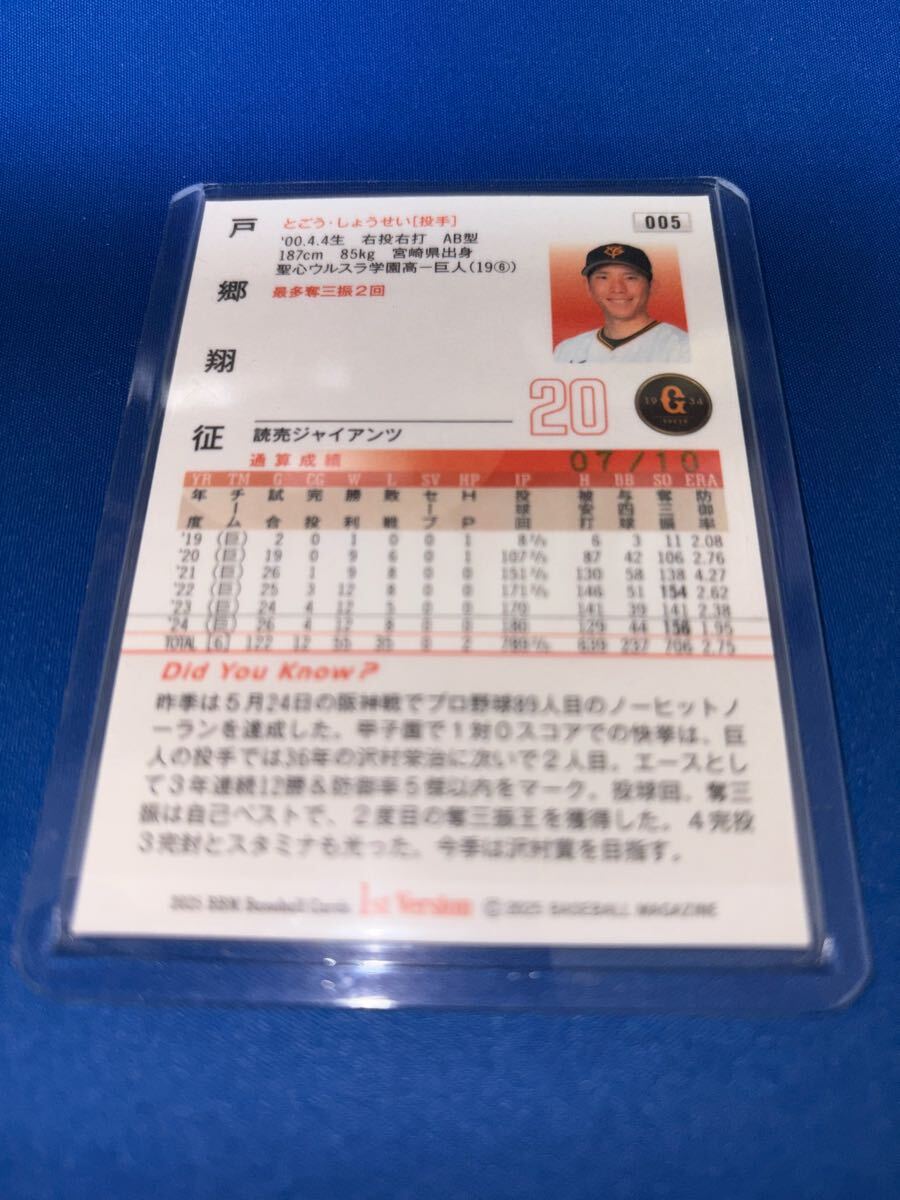 戸郷翔征
とごう・しょうせい[投手]
005
'00.4.4生 右投右打 AB型
187cm 85kg 宮崎県出身
聖心ウルスラ学園高ー巨人(19⑥)
最多奪三振2回
20
19 G 34
読売ジャイアンツ
通算成績
07/10
YR TM G CG W L SV HP IP H BB SO ERA
年度 チーム 試合 完投 勝利 敗戦 セーブ HP 投球回 被安打 与四球 奪三振 防御率
'19 (巨) 2 0 1 0 0 1 8 2/3 6 3 11 2.08
'20 (巨) 19 0 9 6 0 1 107 2/3 87 42 106 2.76
'21 (巨) 26 1 9 8 0 0 151 2/3 130 58 138 4.27
'22 (巨) 25 3 12 8 0 0 171 2/3 146 51 154 2.62
'23 (巨) 24 4 12 5 0 0 170 141 39 141 2.38
'24 (巨) 26 4 12 8 0 0 180 129 44 156 1.95
TOTAL [6] 122 12 55 35 0 2 789 2/3 639 237 706 2.75
Did You Know?
昨季は5月24日の阪神戦でプロ野球89人目のノーヒットノ
ーランを達成した。甲子園で1対0スコアでの快挙は、巨
人の投手では36年の沢村栄治に次いで2人目。エースとし
て3年連続12勝&防御率5傑以内をマーク。投球回、奪三
振は自己ベストで、2度目の奪三振王を獲得した。4完投
3完封とスタミナも光った。今季は沢村賞を目指す。
2025 BBM Baseball Cards 1st Version © 2025 BASEBALL MAGAZINE